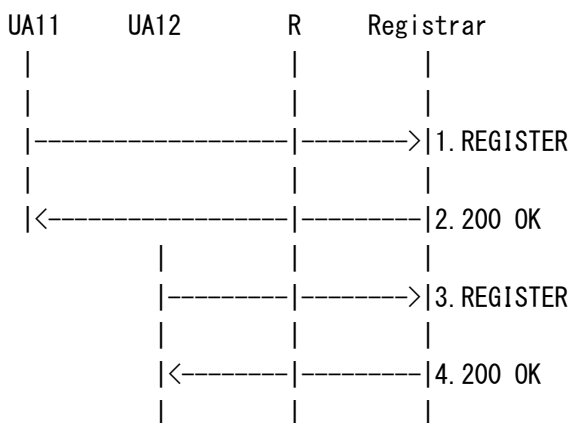 UA11 UA12 R Registrar
1.REGISTER
2.200 OK
3.REGISTER
4.200 OK